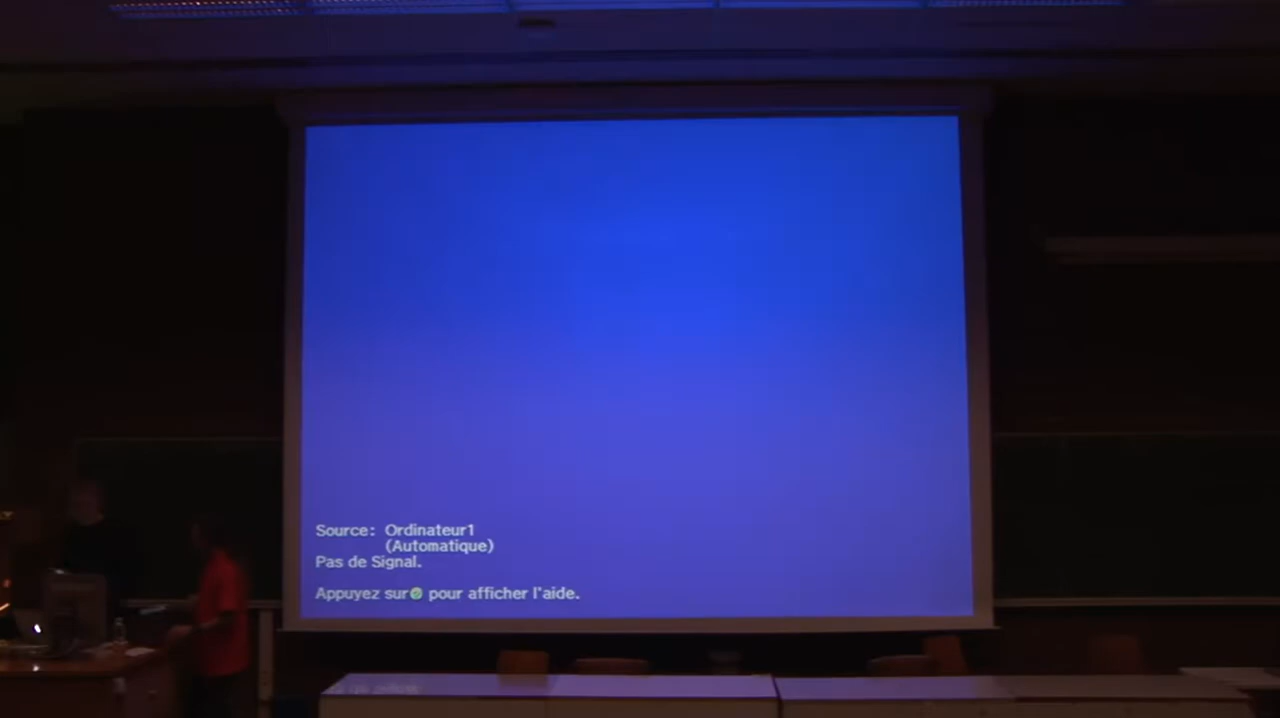 Source: Ordinateur1
(Automatique)
Pas de Signal.
Appuyez sur pour afficher l'aide.